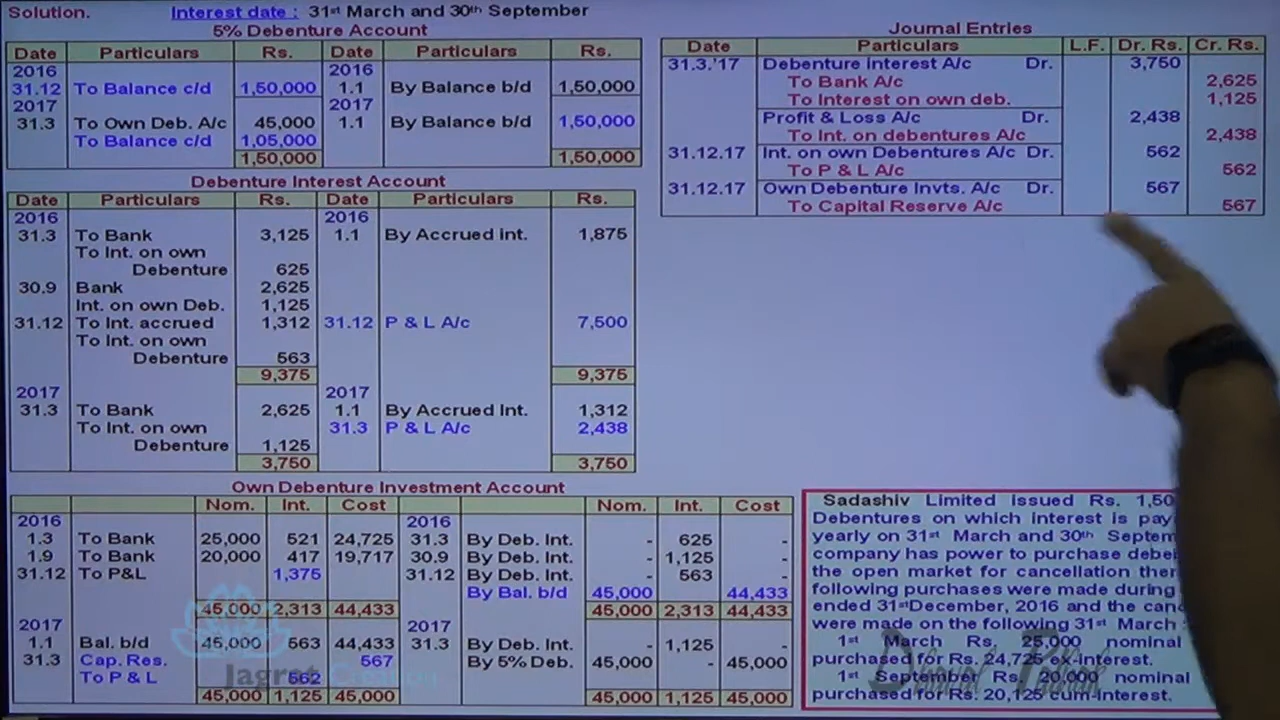 Solution. Interest date : 31st March and 30th September
5% Debenture Account
Date Particulars Rs. Date Particulars Rs.
2016 2016
31.12 To Balance c/d 1,50,000 1.1 By Balance b/d 1,50,000
2017 2017
31.3 To Own Deb. A/c 45,000 1.1 By Balance b/d 1,50,000
To Balance c/d 1,05,000
1,50,000 1,50,000
Debenture Interest Account
Date Particulars Rs. Date Particulars Rs.
2016 2016
31.3 To Bank 3,125 1.1 By Accrued int. 1,875
To Int. on own
Debenture 625
30.9 Bank 2,625
Int. on own Deb. 1,125
31.12 To Int. accrued 1,312 31.12 P & L A/c 7,500
To Int. on own
Debenture 563
9,375 9,375
2017 2017
31.3 To Bank 2,625 1.1 By Accrued Int. 1,312
To Int. on own 31.3 P & L A/c 2,438
Debenture 1,125
3,750 3,750
Own Debenture Investment Account
Nom. Int. Cost Nom. Int. Cost
2016 2016
1.3 To Bank 25,000 521 24,725 31.3 By Deb. Int. - 625 -
1.9 To Bank 20,000 417 19,717 30.9 By Deb. Int. - 1,125 -
31.12 To P&L 1,375 31.12 By Deb. Int. - 563 -
By Bal. b/d 45,000 44,433
45,000 2,313 44,433 45,000 2,313 44,433
2017 2017
1.1 Bal. b/d 45,000 563 44,433 31.3 By Deb. Int. - 1,125 -
31.3 Cap. Res. 567 By 5% Deb. 45,000 - 45,000
To P & L 562
45,000 1,125 45,000 45,000 1,125 45,000
Journal Entries
Date Particulars L.F. Dr. Rs. Cr. Rs.
31.3.'17 Debenture Interest A/c Dr. 3,750
To Bank A/c 2,625
To Interest on own deb. 1,125
Profit & Loss A/c Dr. 2,438
To Int. on debentures A/c 2,438
31.12.17 Int. on own Debentures A/c Dr. 562
To P & L A/c 562
31.12.17 Own Debenture Invts. A/c Dr. 567
To Capital Reserve A/c 567
Sadashiv Limited issued Rs. 1,50
Debentures on which interest is pay
yearly on 31st March and 30th Septem
company has power to purchase debe
the open market for cancellation ther
following purchases were made during
ended 31st December, 2016 and the canc
were made on the following 31st March
1st March Rs. 25,000 nominal
purchased for Rs. 24,725 ex-interest.
1st September Rs. 20,000 nominal
purchased for Rs. 20,125 cum-interest.
Jagrat